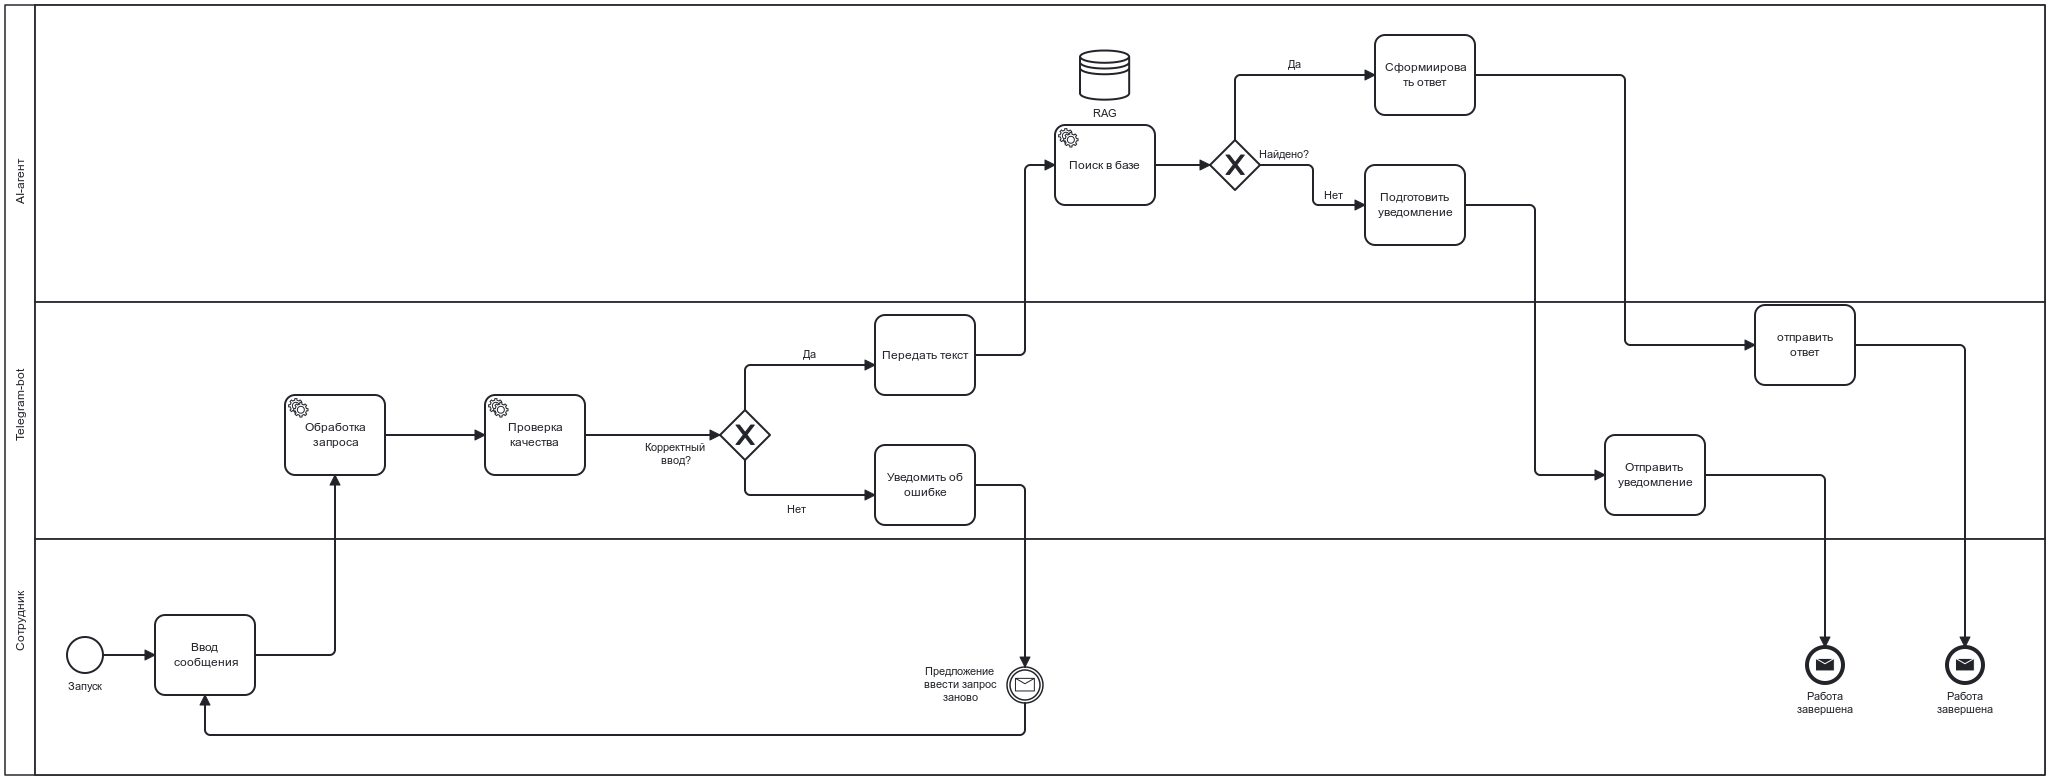 AI-агент
RAG
Поиск в базе
Найдено?
Да
Сформиирова
ть ответ
Нет
Подготовить
уведомление
Telegram-bot
Обработка
запроса
Проверка
качества
Корректный
ввод?
Да
Передать текст
Нет
Уведомить об
ошибке
отправить
ответ
Отправить
уведомление
Сотрудник
Запуск
Ввод
сообщения
Предложение
ввести запрос
заново
Работа
завершена
Работа
завершена